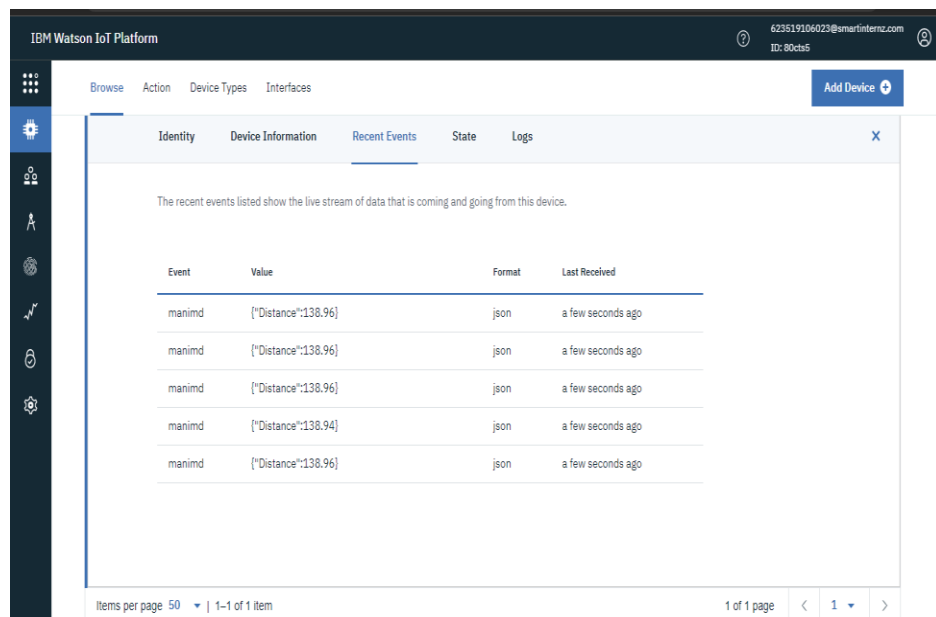 IBM Watson IoT Platform
623519106023@smartinternz.com
ID: 80cts5
Browse Action Device Types Interfaces
Add Device
Identity Device Information Recent Events State Logs
The recent events listed show the live stream of data that is coming and going from this device.
Event Value Format Last Received
manimd {"Distance":138.96} json a few seconds ago
manimd {"Distance":138.96} json a few seconds ago
manimd {"Distance":138.96} json a few seconds ago
manimd {"Distance":138.94} json a few seconds ago
manimd {"Distance":138.96} json a few seconds ago
Items per page 50 | 1–1 of 1 item
1 of 1 page 1